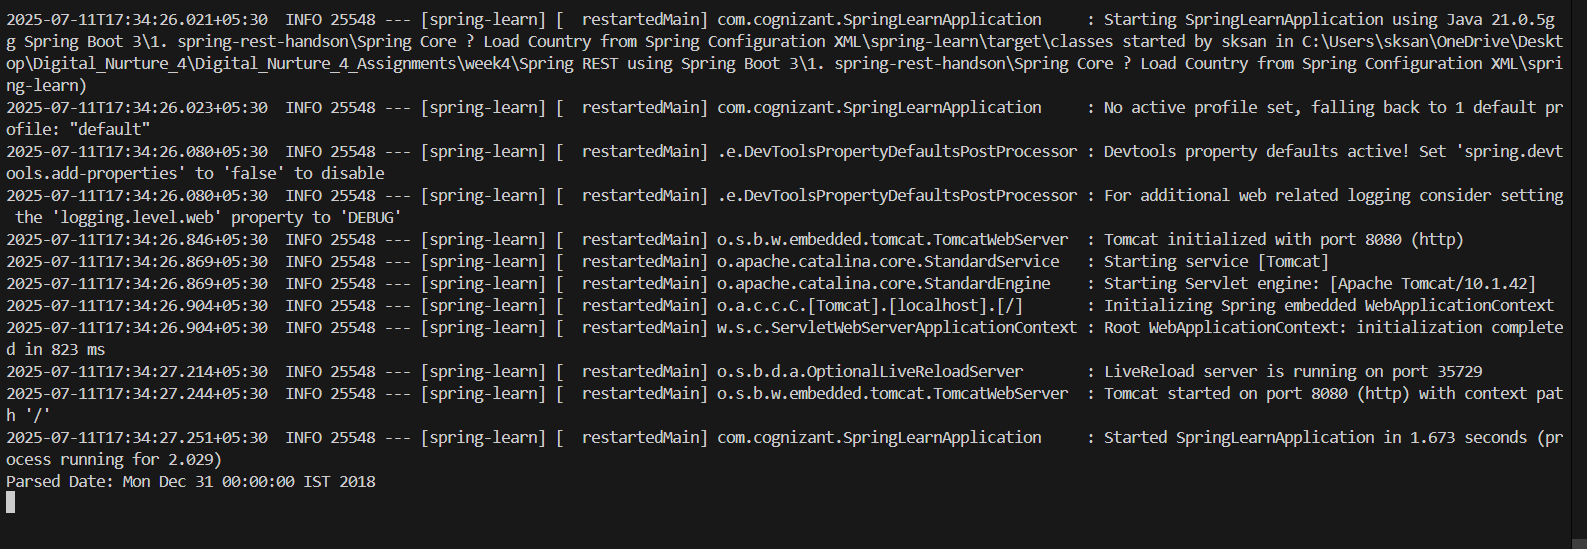 2025-07-11T17:34:26.021+05:30  INFO 25548 --- [spring-learn] [  restartedMain] com.cognizant.SpringLearnApplication     : Starting SpringLearnApplication using Java 21.0.5g
g Spring Boot 3\1. spring-rest-handson\Spring Core ? Load Country from Spring Configuration XML\spring-learn\target\classes started by sksan in C:\Users\sksan\OneDrive\Deskt
op\Digital_Nurture_4\Digital_Nurture_4_Assignments\week4\Spring REST using Spring Boot 3\1. spring-rest-handson\Spring Core ? Load Country from Spring Configuration XML\spri
ng-learn)
2025-07-11T17:34:26.023+05:30  INFO 25548 --- [spring-learn] [  restartedMain] com.cognizant.SpringLearnApplication     : No active profile set, falling back to 1 default pr
ofile: "default"
2025-07-11T17:34:26.080+05:30  INFO 25548 --- [spring-learn] [  restartedMain] .e.DevToolsPropertyDefaultsPostProcessor : Devtools property defaults active! Set 'spring.devt
ools.add-properties' to 'false' to disable
2025-07-11T17:34:26.080+05:30  INFO 25548 --- [spring-learn] [  restartedMain] .e.DevToolsPropertyDefaultsPostProcessor : For additional web related logging consider setting
 the 'logging.level.web' property to 'DEBUG'
2025-07-11T17:34:26.846+05:30  INFO 25548 --- [spring-learn] [  restartedMain] o.s.b.w.embedded.tomcat.TomcatWebServer  : Tomcat initialized with port 8080 (http)
2025-07-11T17:34:26.869+05:30  INFO 25548 --- [spring-learn] [  restartedMain] o.apache.catalina.core.StandardService   : Starting service [Tomcat]
2025-07-11T17:34:26.869+05:30  INFO 25548 --- [spring-learn] [  restartedMain] o.apache.catalina.core.StandardEngine    : Starting Servlet engine: [Apache Tomcat/10.1.42]
2025-07-11T17:34:26.904+05:30  INFO 25548 --- [spring-learn] [  restartedMain] o.a.c.c.C.[Tomcat].[localhost].[/]       : Initializing Spring embedded WebApplicationContext
2025-07-11T17:34:26.904+05:30  INFO 25548 --- [spring-learn] [  restartedMain] w.s.c.ServletWebServerApplicationContext : Root WebApplicationContext: initialization complete
d in 823 ms
2025-07-11T17:34:27.214+05:30  INFO 25548 --- [spring-learn] [  restartedMain] o.s.b.d.a.OptionalLiveReloadServer       : LiveReload server is running on port 35729
2025-07-11T17:34:27.244+05:30  INFO 25548 --- [spring-learn] [  restartedMain] o.s.b.w.embedded.tomcat.TomcatWebServer  : Tomcat started on port 8080 (http) with context pat
h '/'
2025-07-11T17:34:27.251+05:30  INFO 25548 --- [spring-learn] [  restartedMain] com.cognizant.SpringLearnApplication     : Started SpringLearnApplication in 1.673 seconds (pr
ocess running for 2.029)
Parsed Date: Mon Dec 31 00:00:00 IST 2018